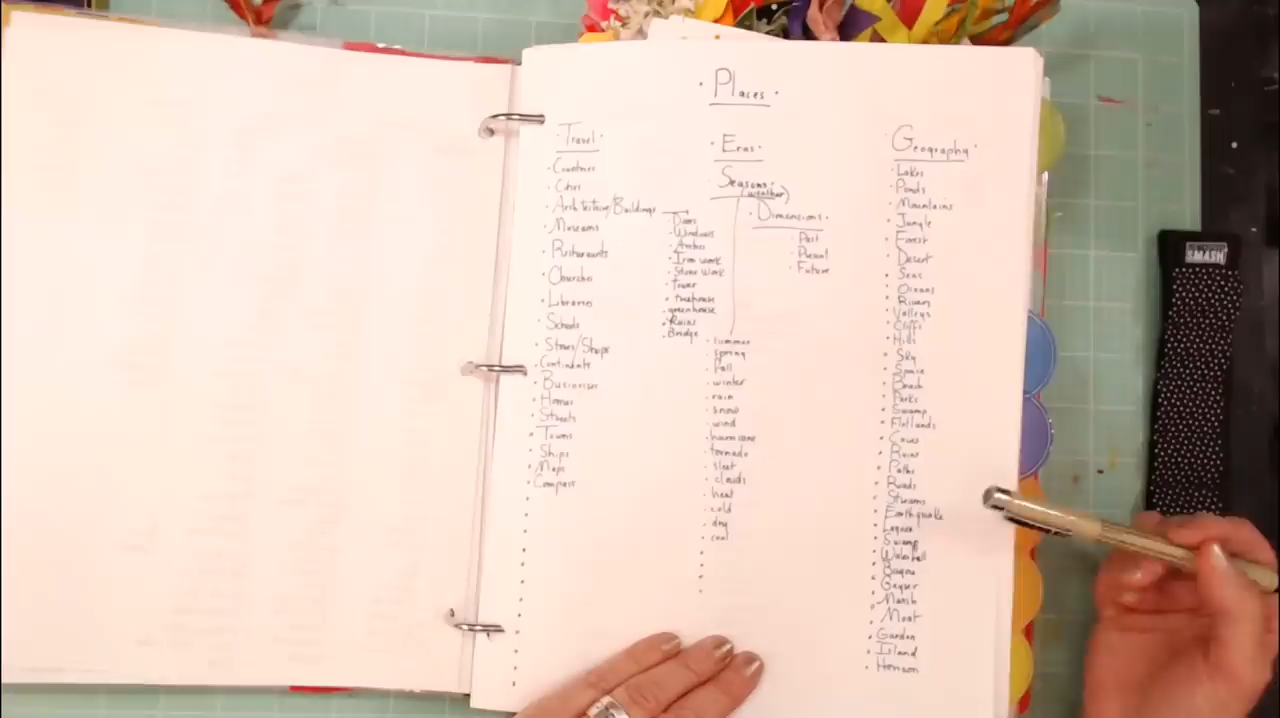 · Places ·
· Travel ·
· Countries
· Cities
· Architecture/Buildings
· Museums
· Restaurants
· Churches
· Libraries
· Schools
· Stores/Shops
· Businesses
· Homes
· Streets
· Towns
· Ships
· Maps
· Compass
· Doors
· Windows
· Arches
· Iron work
· Stone Work
· Tower
· treehouse
· greenhouse
· Ruins
· Bridge
· Eras ·
Seasons
(weather)
· Dimensions ·
· Past
· Present
· Future
· summer
· spring
· fall
· winter
· rain
· snow
· wind
· hurricane
· tornado
· sleet
· clouds
· heat
· cold
· dry
· cool
· Geography ·
· Lakes
· Ponds
· Mountains
· Jungle
· Forest
· Desert
· Seas
· Oceans
· Rivers
· Valleys
· Cliffs
· Hills
· Sky
· Space
· Beach
· Parks
· Swamp
· Flatlands
· Caves
· Ruins
· Paths
· Roads
· Streams
· Earthquake
· Swamp
· Waterfall
· Geyser
· Marsh
· Moat
· Garden
· Island
SMASH